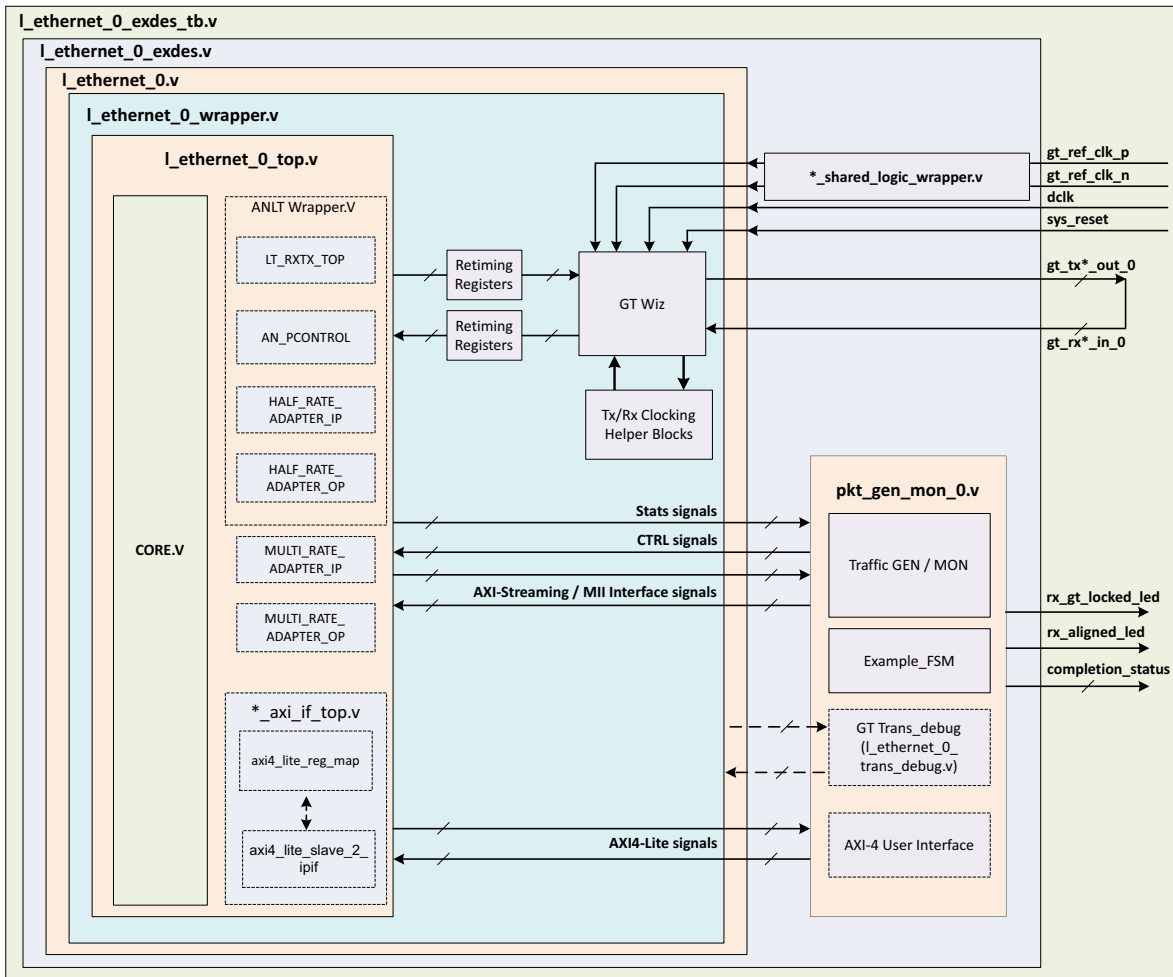 l_ethernet_0_exdes_tb.v
l_ethernet_0_exdes.v
l_ethernet_0.v
l_ethernet_0_wrapper.v
l_ethernet_0_top.v
CORE.V
ANLT Wrapper.V
LT_RXTX_TOP
AN_PCONTROL
HALF_RATE_
ADAPTER_IP
HALF_RATE_
ADAPTER_OP
MULTI_RATE_
ADAPTER_IP
MULTI_RATE_
ADAPTER_OP
*_axi_if_top.v
axi4_lite_reg_map
axi4_lite_slave_2_
ipif
Retiming
Registers
Retiming
Registers
GT Wiz
Tx/Rx Clocking
Helper Blocks
*_shared_logic_wrapper.v
gt_ref_clk_p
gt_ref_clk_n
dclk
sys_reset
gt_tx*_out_0
gt_rx*_in_0
Stats signals
CTRL signals
AXI-Streaming / MII Interface signals
AXI4-Lite signals
pkt_gen_mon_0.v
Traffic GEN / MON
Example_FSM
GT Trans_debug
(l_ethernet_0_
trans_debug.v)
AXI-4 User Interface
rx_gt_locked_led
rx_aligned_led
completion_status